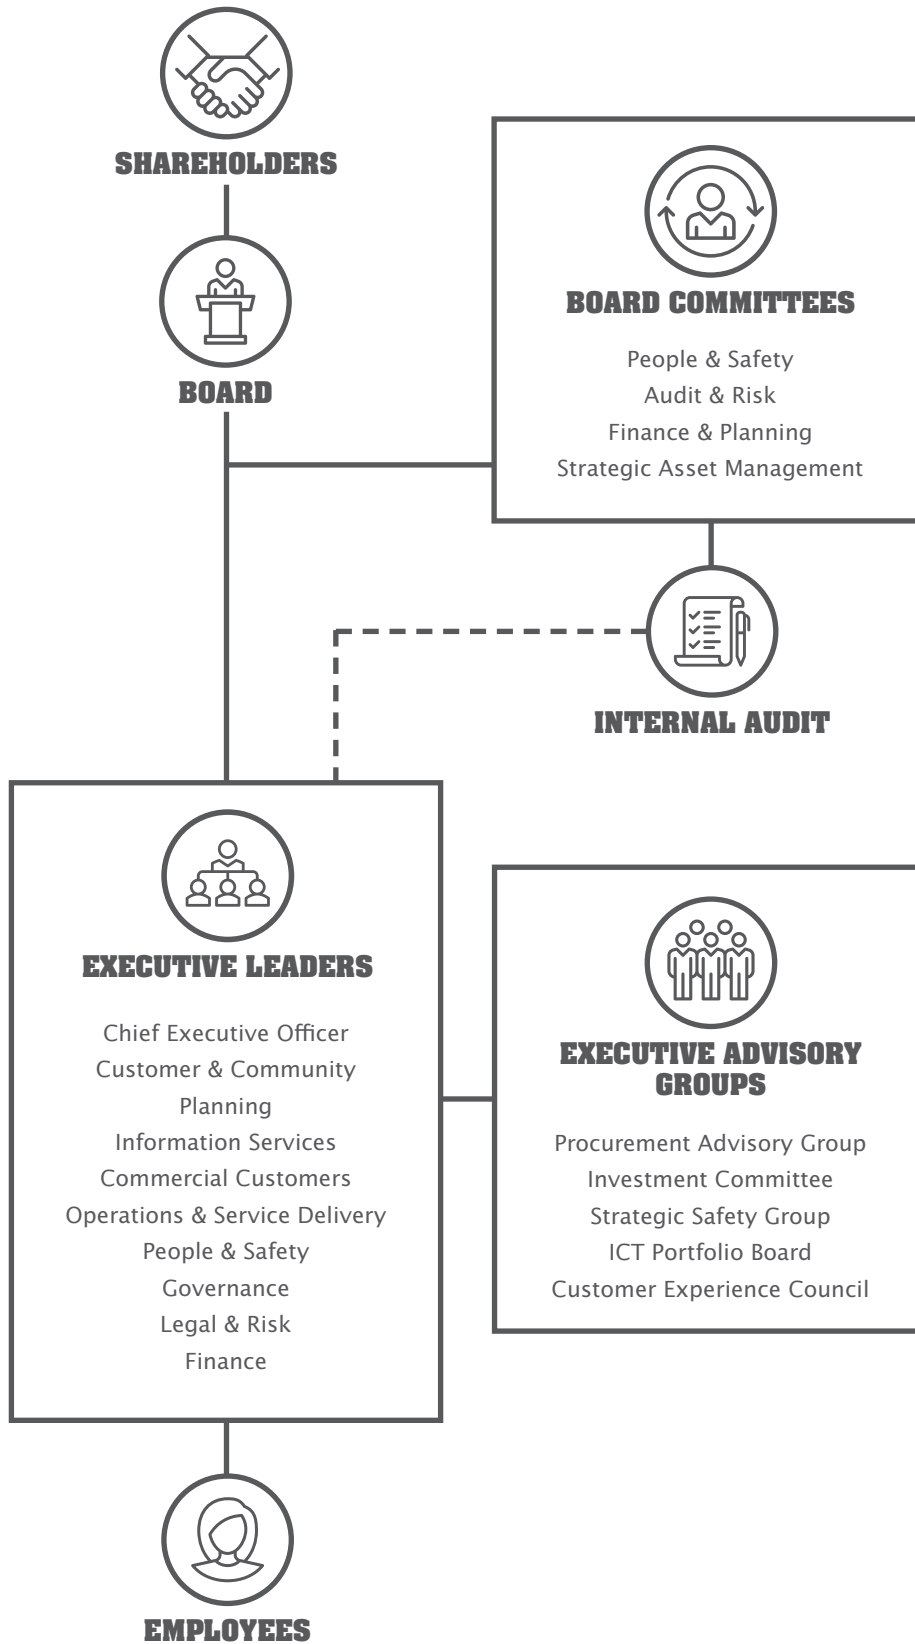 SHAREHOLDERS
BOARD
BOARD COMMITTEES
People & Safety
Audit & Risk
Finance & Planning
Strategic Asset Management
INTERNAL AUDIT
EXECUTIVE LEADERS
Chief Executive Officer
Customer & Community
Planning
Information Services
Commercial Customers
Operations & Service Delivery
People & Safety
Governance
Legal & Risk
Finance
EXECUTIVE ADVISORY
GROUPS
Procurement Advisory Group
Investment Committee
Strategic Safety Group
ICT Portfolio Board
Customer Experience Council
EMPLOYEES